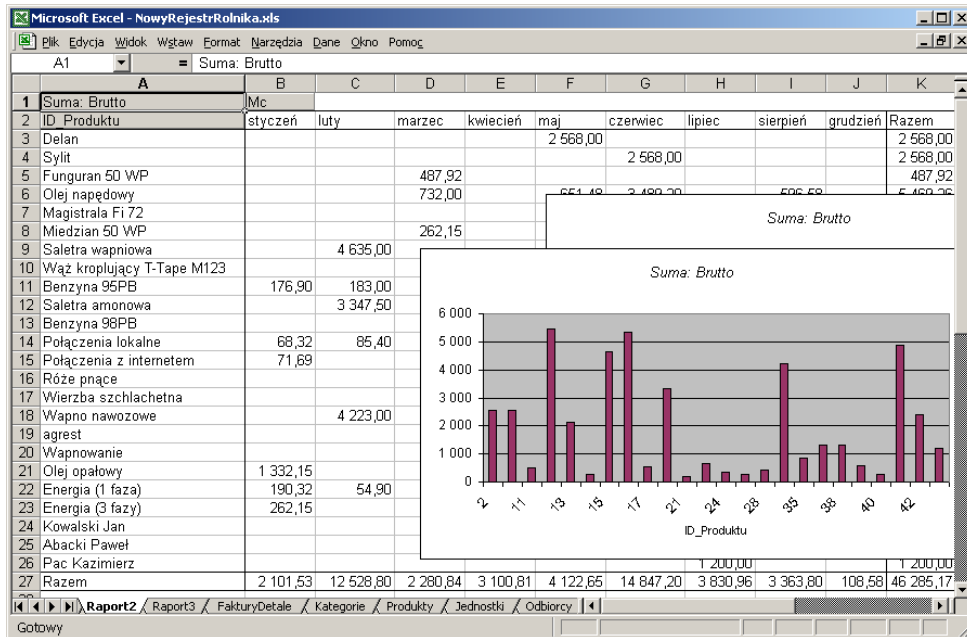 Microsoft Excel - NowyRejestrRolnika.xls
Plik Edycja Widok Wstaw Format Narzędzia Dane Okno Pomoc
A1 = Suma: Brutto
A B C D E F G H I J K
1 Suma: Brutto Mc
2 ID_Produktu styczeń luty marzec kwiecień maj czerwiec lipiec sierpień grudzień Razem
3 Delan 2 568,00 2 568,00
4 Sylit 2 568,00 2 568,00
5 Funguran 50 WP 487,92 487,92
6 Olej napędowy 732,00 651,48 3 489,20 596,58 5 469,26
7 Magistrala Fi 72
8 Miedzian 50 WP 262,15
9 Saletra wapniowa 4 635,00
10 Wąż kroplujący T-Tape M123
11 Benzyna 95PB 176,90 183,00
12 Saletra amonowa 3 347,50
13 Benzyna 98PB
14 Połączenia lokalne 68,32 85,40
15 Połączenia z internetem 71,69
16 Róże pnące
17 Wierzba szchlachetna
18 Wapno nawozowe 4 223,00
19 agrest
20 Wapnowanie
21 Olej opałowy 1 332,15
22 Energia (1 faza) 190,32 54,90
23 Energia (3 fazy) 262,15
24 Kowalski Jan
25 Abacki Paweł
26 Pac Kazimierz 1 200,00 1 200,00
27 Razem 2 101,53 12 528,80 2 280,84 3 100,81 4 122,65 14 847,20 3 830,96 3 363,80 108,58 46 285,17
Suma: Brutto
Suma: Brutto
6 000
5 000
4 000
3 000
2 000
1 000
0
2 11 13 15 17 21 24 28 35 38 40 42
ID_Produktu
Raport2 Raport3 FakturyDetale Kategorie Produkty Jednostki Odbiorcy
Gotowy